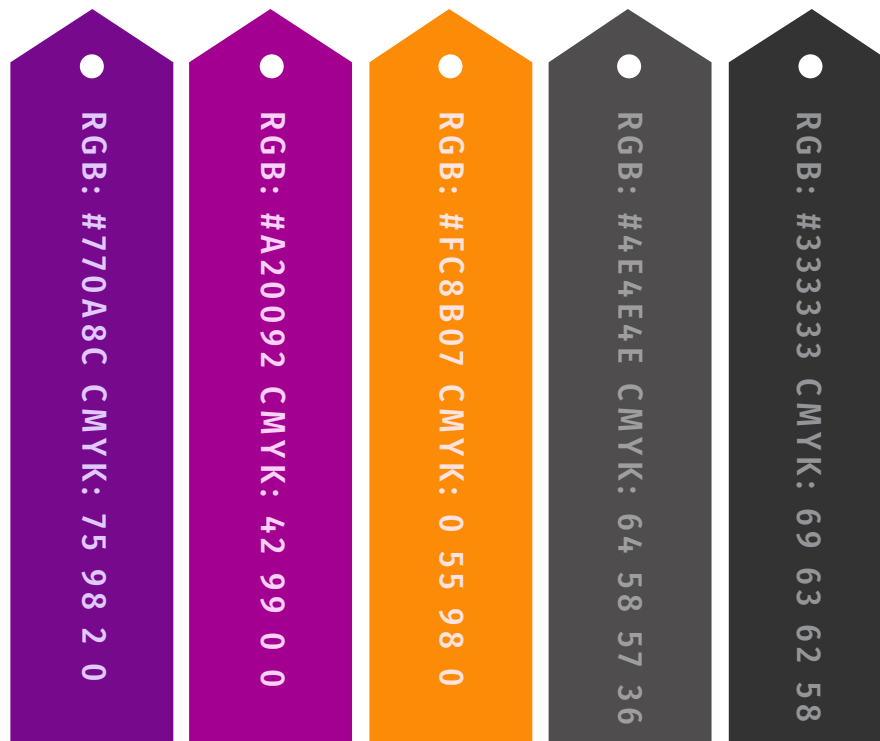 RGB: #770A8C CMYK: 75 98 2 0
RGB: #A20092 CMYK: 42 99 0 0
RGB: #FC8B07 CMYK: 0 55 98 0
RGB: #4E4E4E CMYK: 64 58 57 36
RGB: #333333 CMYK: 69 63 62 58